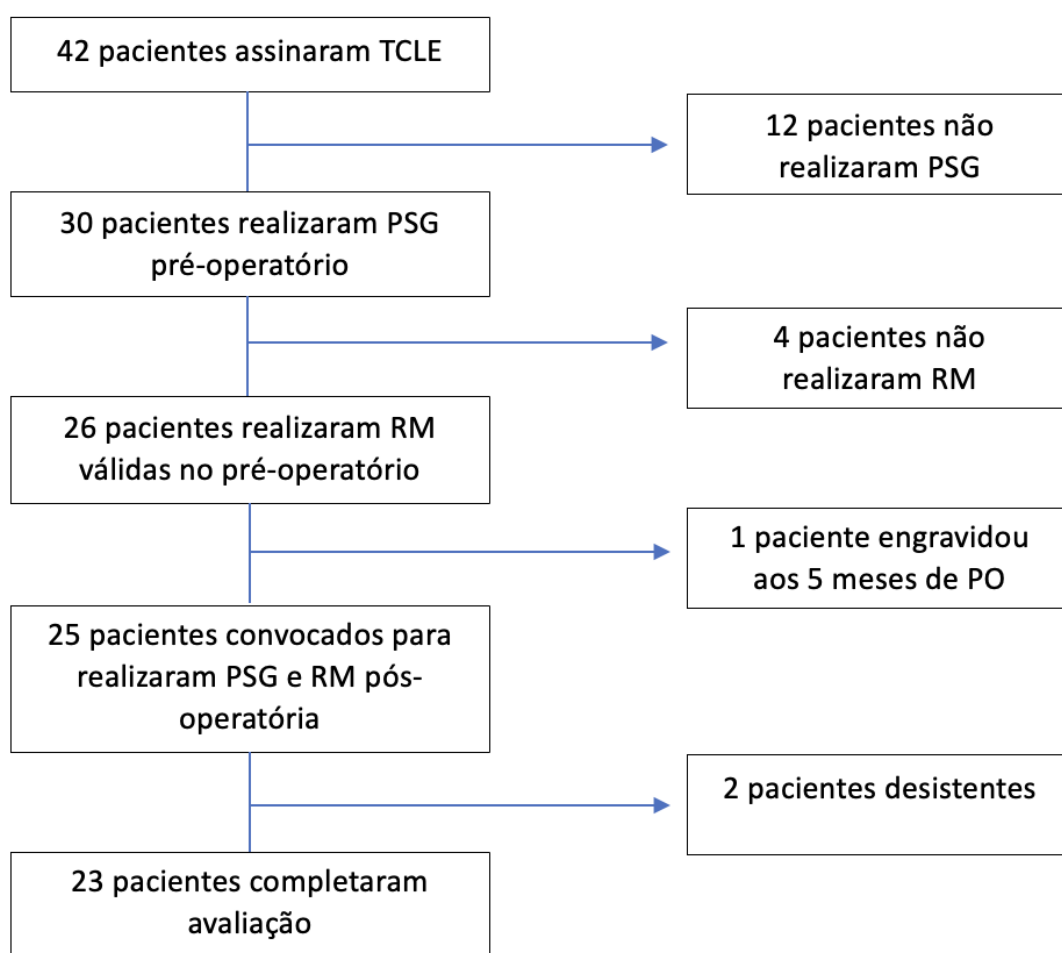 42 pacientes assinaram TCLE
12 pacientes não
realizaram PSG
30 pacientes realizaram PSG
pré-operatório
4 pacientes não
realizaram RM
26 pacientes realizaram RM
válidas no pré-operatório
1 paciente engravidou
aos 5 meses de PO
25 pacientes convocados para
realizaram PSG e RM pós-
operatória
2 pacientes desistentes
23 pacientes completaram
avaliação